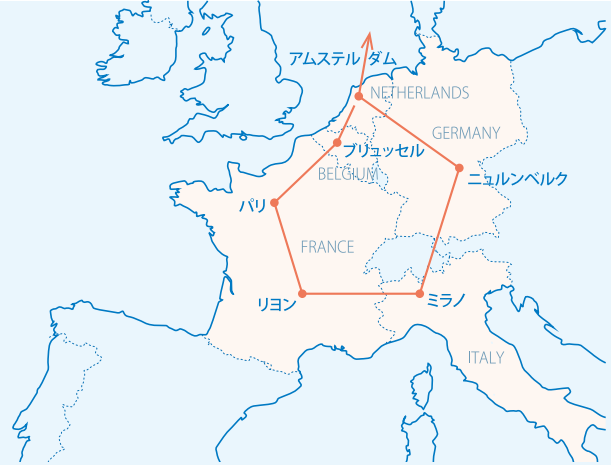 アムステルダム
NETHERLANDS
GERMANY
ブリュッセル
BELGIUM
ニュルンベルク
パリ
FRANCE
リヨン
ミラノ
ITALY